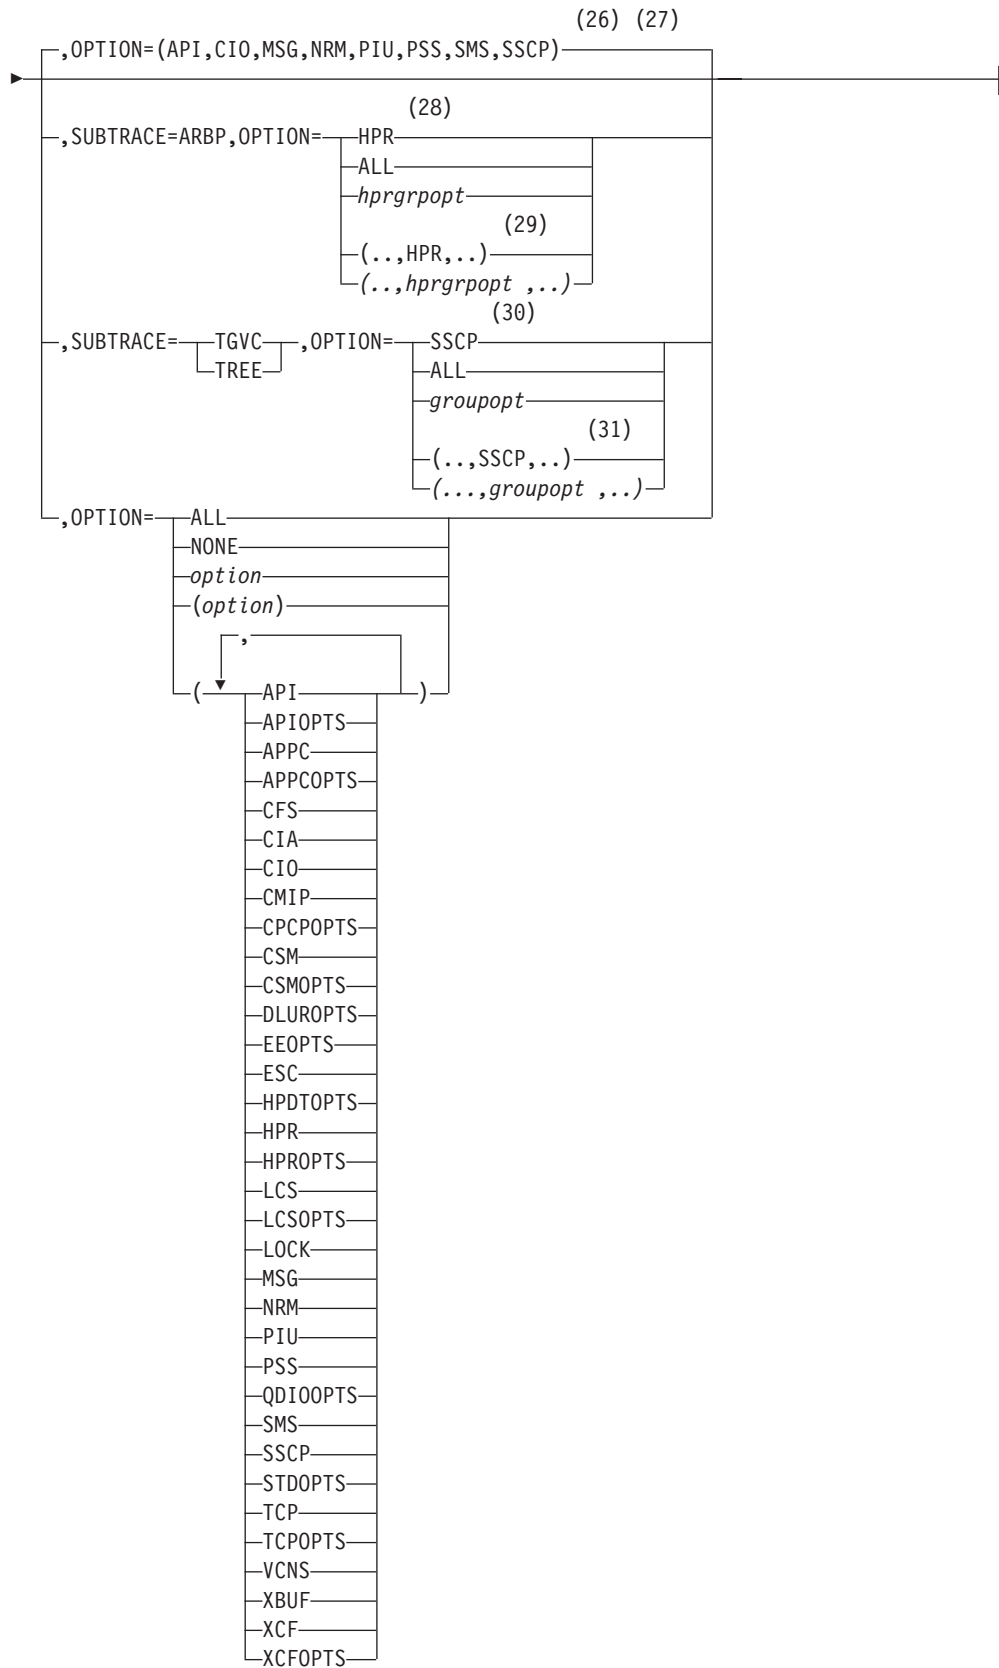 (26) (27)
,OPTION=(API,CIO,MSG,NRM,PIU,PSS,SMS,SSCP)
(28)
,SUBTRACE=ARBP,OPTION= HPR
ALL
hprgrpopt
(29)
(..,HPR,..)
(..,hprgrpopt ,..)
(30)
,SUBTRACE= TGVC ,OPTION= SSCP
TREE ALL
groupopt
(31)
(..,SSCP,..)
(...,groupopt ,..)
,OPTION= ALL
NONE
option
(option)
,
( API )
APIOPTS
APPC
APPCOPTS
CFS
CIA
CIO
CMIP
CPCPOPTS
CSM
CSMOPTS
DLUROPTS
EEOPTS
ESC
HPDTOPTS
HPR
HPROPTS
LCS
LCSOPTS
LOCK
MSG
NRM
PIU
PSS
QDIOOPTS
SMS
SSCP
STDOPTS
TCP
TCPOPTS
VCNS
XBUF
XCF
XCFOPTS